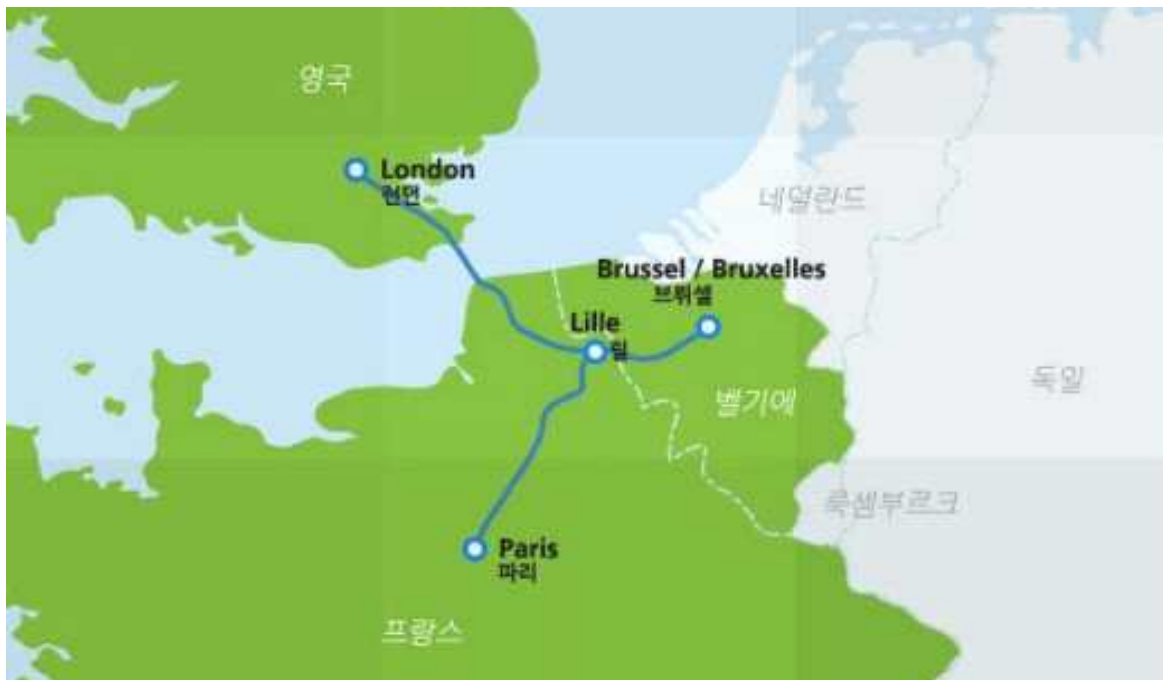 영국
London
런던
네덜란드
Brussel / Bruxelles
브뤼셀
Lille
릴
독일
벨기에
룩셈부르크
Paris
파리
프랑스